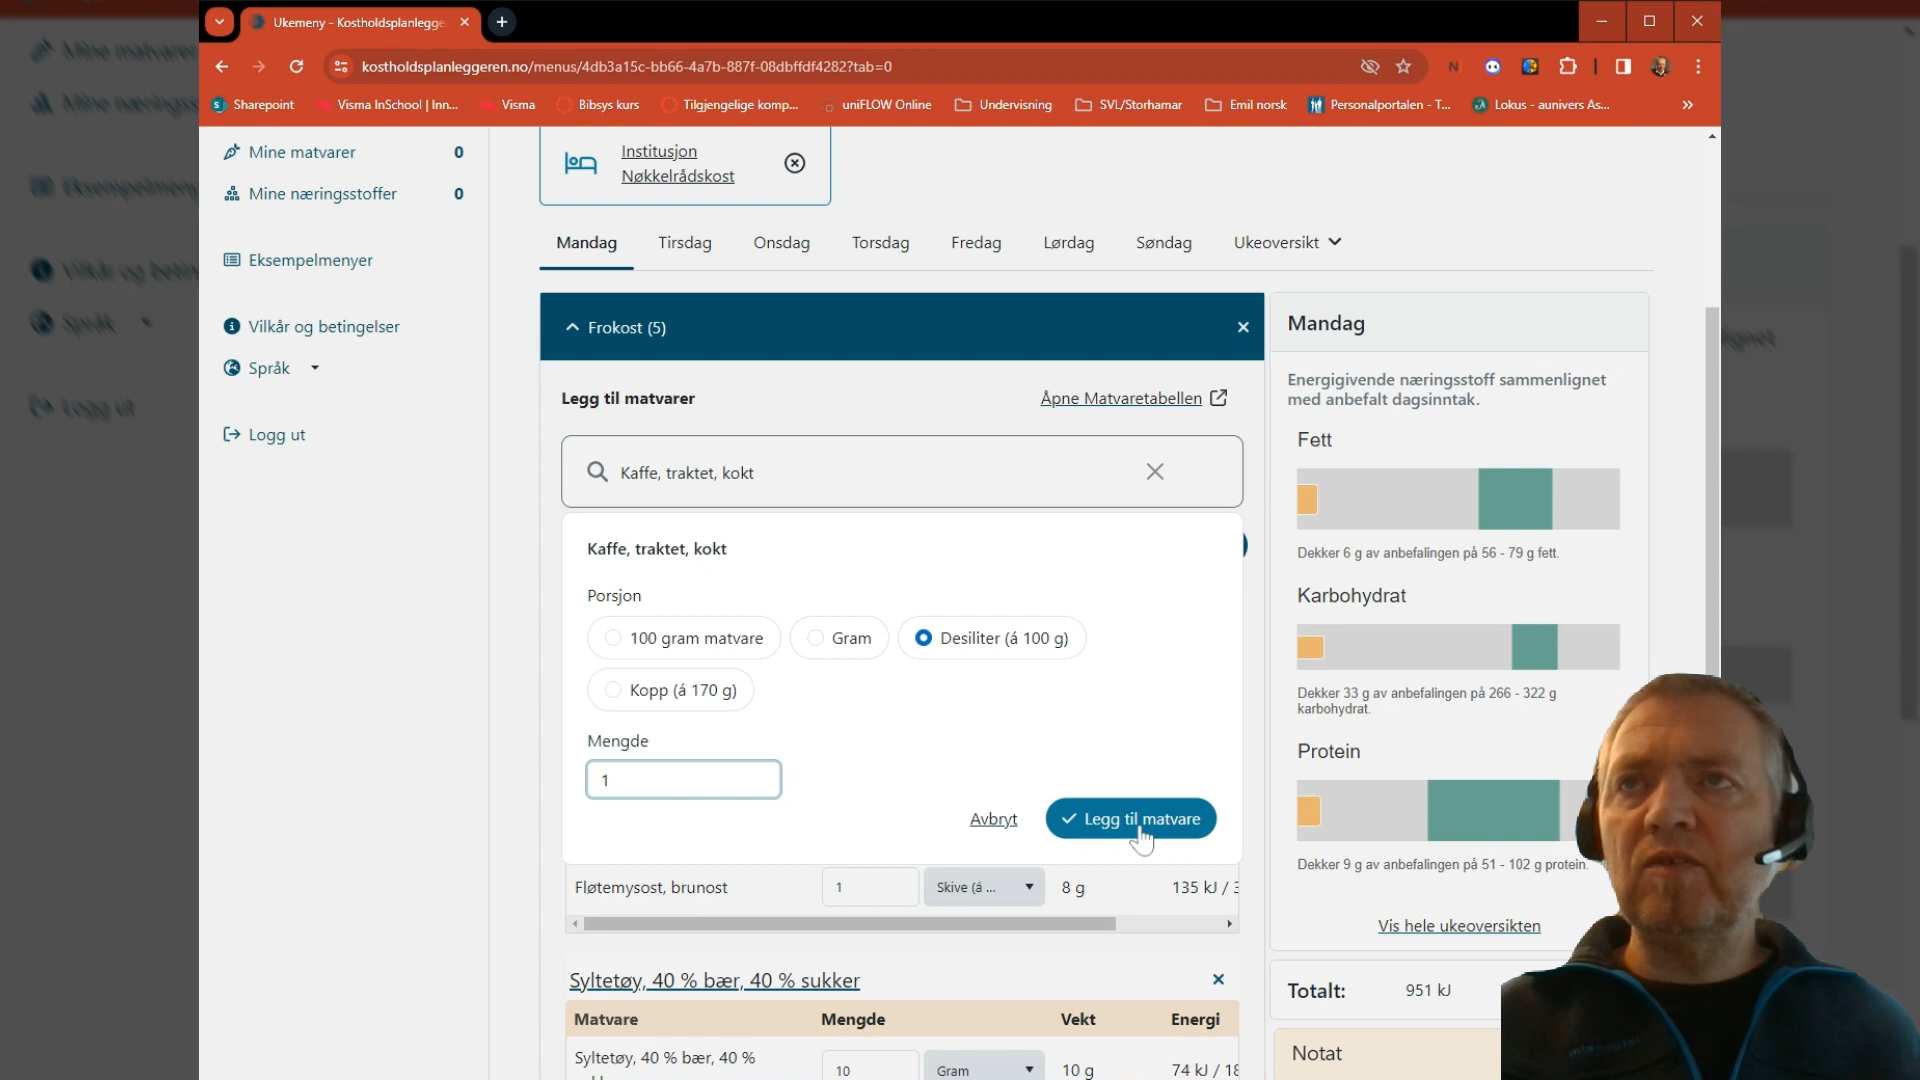 Ukemeny - Kostholdsplanlegge
kostholdsplanleggeren.no/menus/4db3a15c-bb66-4a7b-887f-08dbffdf4282?tab=0
Sharepoint
Visma InSchool | Inn...
Visma
Bibsys kurs
Tilgjengelige komp...
uniFLOW Online
Undervisning
SVL/Storhamar
Emil norsk
Personalportalen - T...
Lokus - aunivers As...
Mine matvarer 0
Mine næringsstoffer 0
Eksempelmenyer
Vilkår og betingelser
Språk
Logg ut
Institusjon
Nøkkelrådskost
Mandag Tirsdag Onsdag Torsdag Fredag Lørdag Søndag Ukeoversikt
Frokost (5)
Legg til matvarer
Åpne Matvaretabellen
Kaffe, traktet, kokt
Kaffe, traktet, kokt
Porsjon
100 gram matvare
Gram
Desiliter (á 100 g)
Kopp (á 170 g)
Mengde
1
Avbryt
Legg til matvare
Fløtemysost, brunost 1 Skive (á ... 8 g 135 kJ / 3
Syltetøy, 40 % bær, 40 % sukker
Matvare Mengde Vekt Energi
Syltetøy, 40 % bær, 40 %
10 Gram 10 g 74 kJ / 18
Mandag
Energigivende næringsstoff sammenlignet
med anbefalt dagsinntak.
Fett
Dekker 6 g av anbefalingen på 56 - 79 g fett.
Karbohydrat
Dekker 33 g av anbefalingen på 266 - 322 g
karbohydrat.
Protein
Dekker 9 g av anbefalingen på 51 - 102 g protein.
Vis hele ukeoversikten
Totalt: 951 kJ
Notat